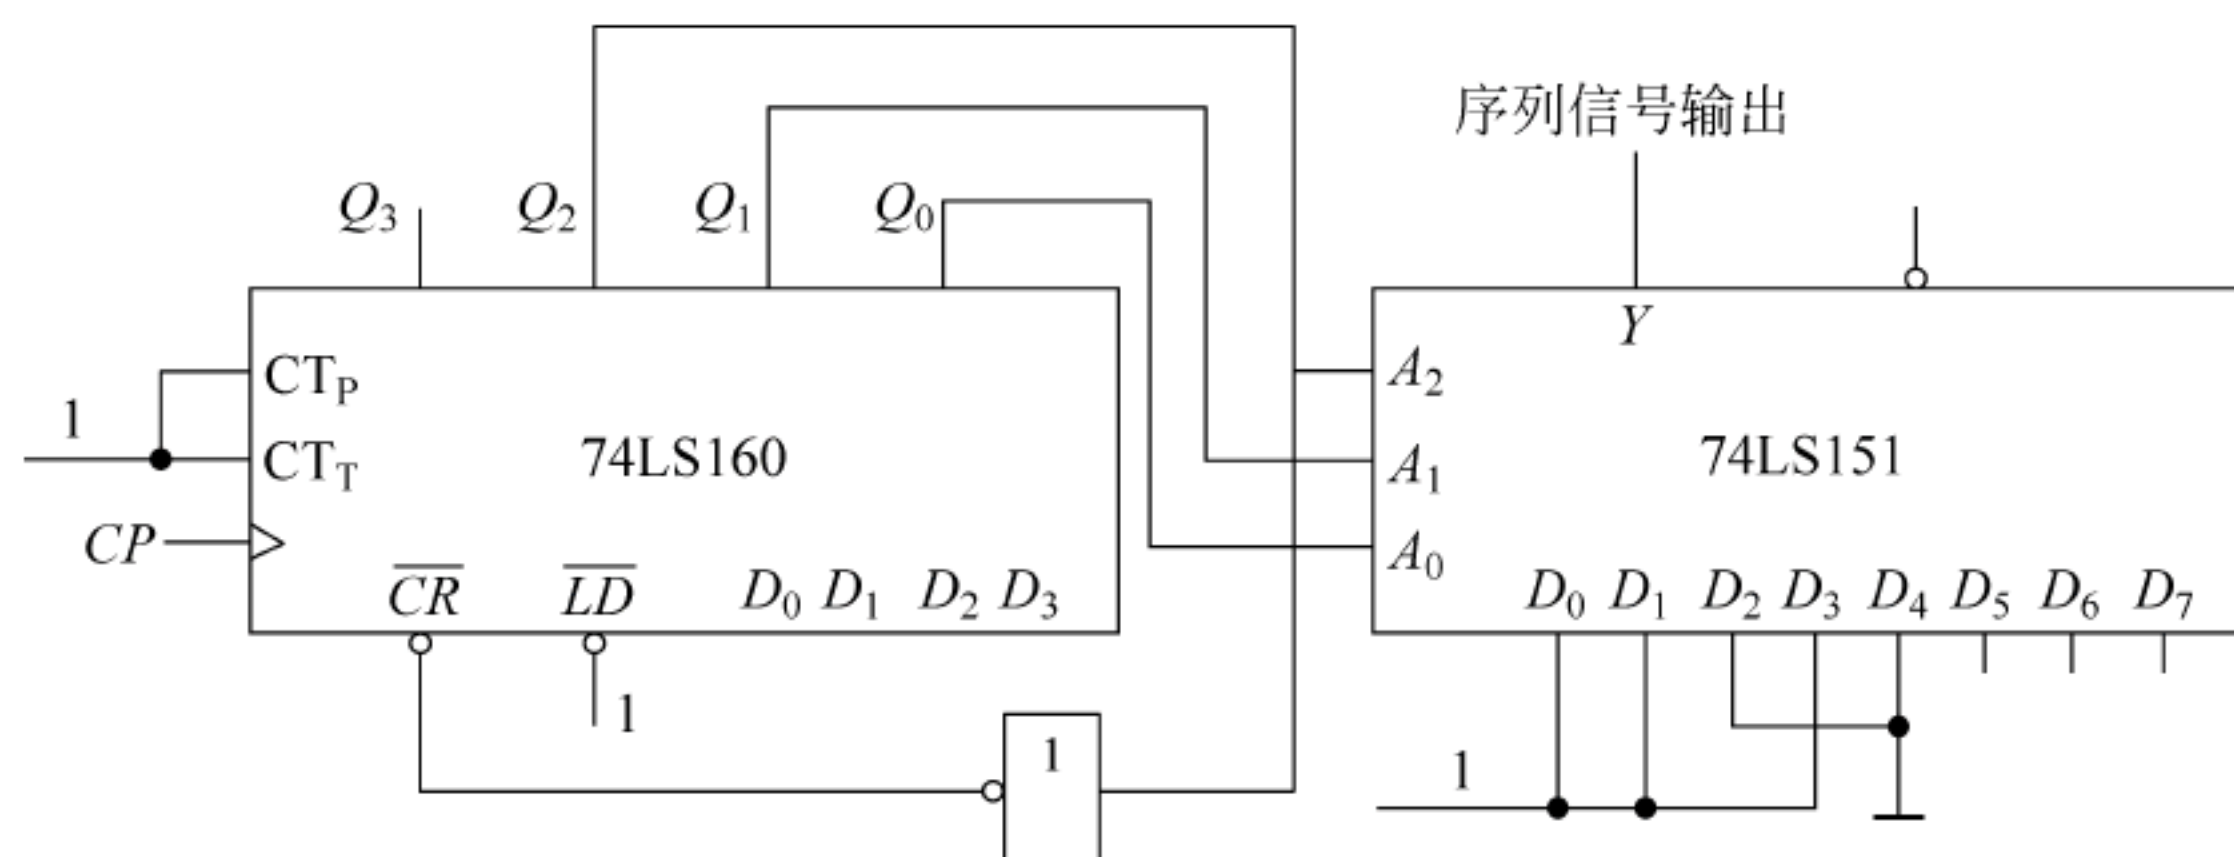 序列信号输出
Q3 Q2 Q1 Q0
Y
CTP
A2
1
CTT
74LS160
A1
74LS151
CP
A0
CR LD D0 D1 D2 D3
D0 D1 D2 D3 D4 D5 D6 D7
1
1
1